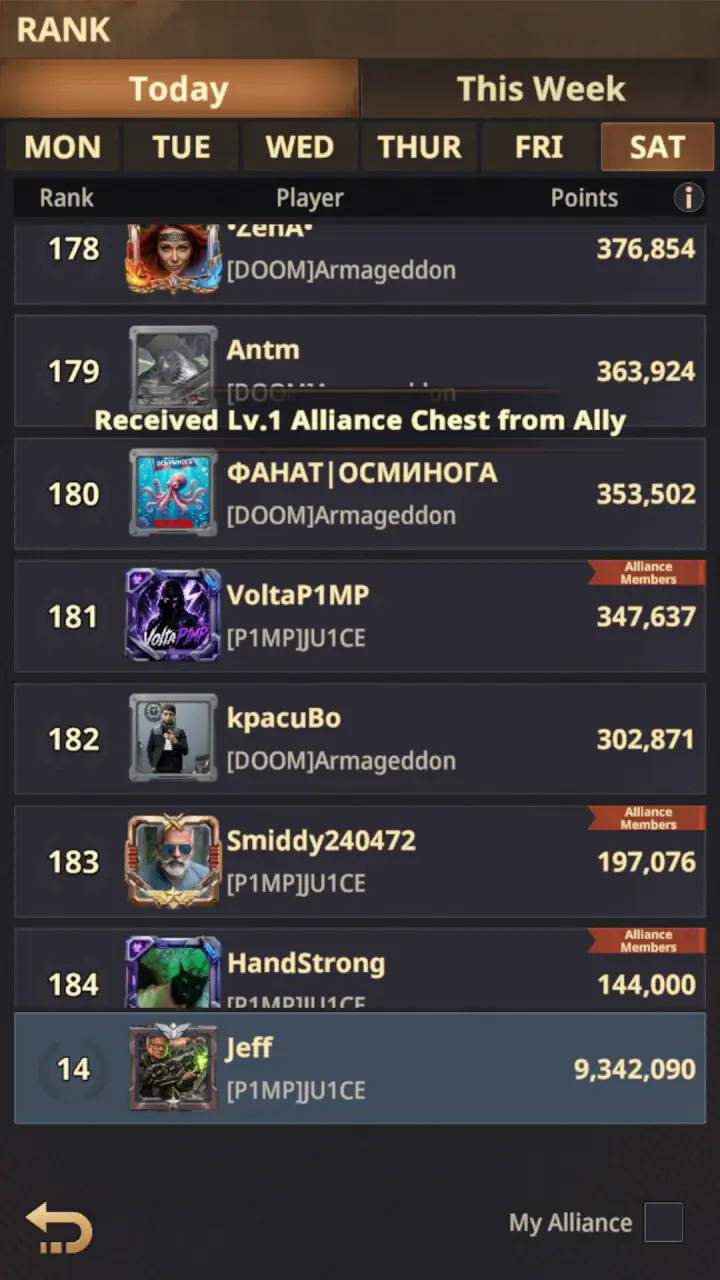 RANK
Today
This Week
MON
TUE
WED
THUR
FRI
SAT
Rank
Player
Points
178
•ZenA•
[DOOM]Armageddon
376,854
179
Antm
363,924
Received Lv.1 Alliance Chest from Ally
180
ФАНАТ|ОСМИНОГА
[DOOM]Armageddon
353,502
181
VoltaP1MP
[P1MP]JU1CE
Alliance
Members
347,637
182
kpacuBo
[DOOM]Armageddon
302,871
183
Smiddy240472
[P1MP]JU1CE
Alliance
Members
197,076
184
HandStrong
[P1MP]JU1CE
Alliance
Members
144,000
14
Jeff
[P1MP]JU1CE
9,342,090
My Alliance